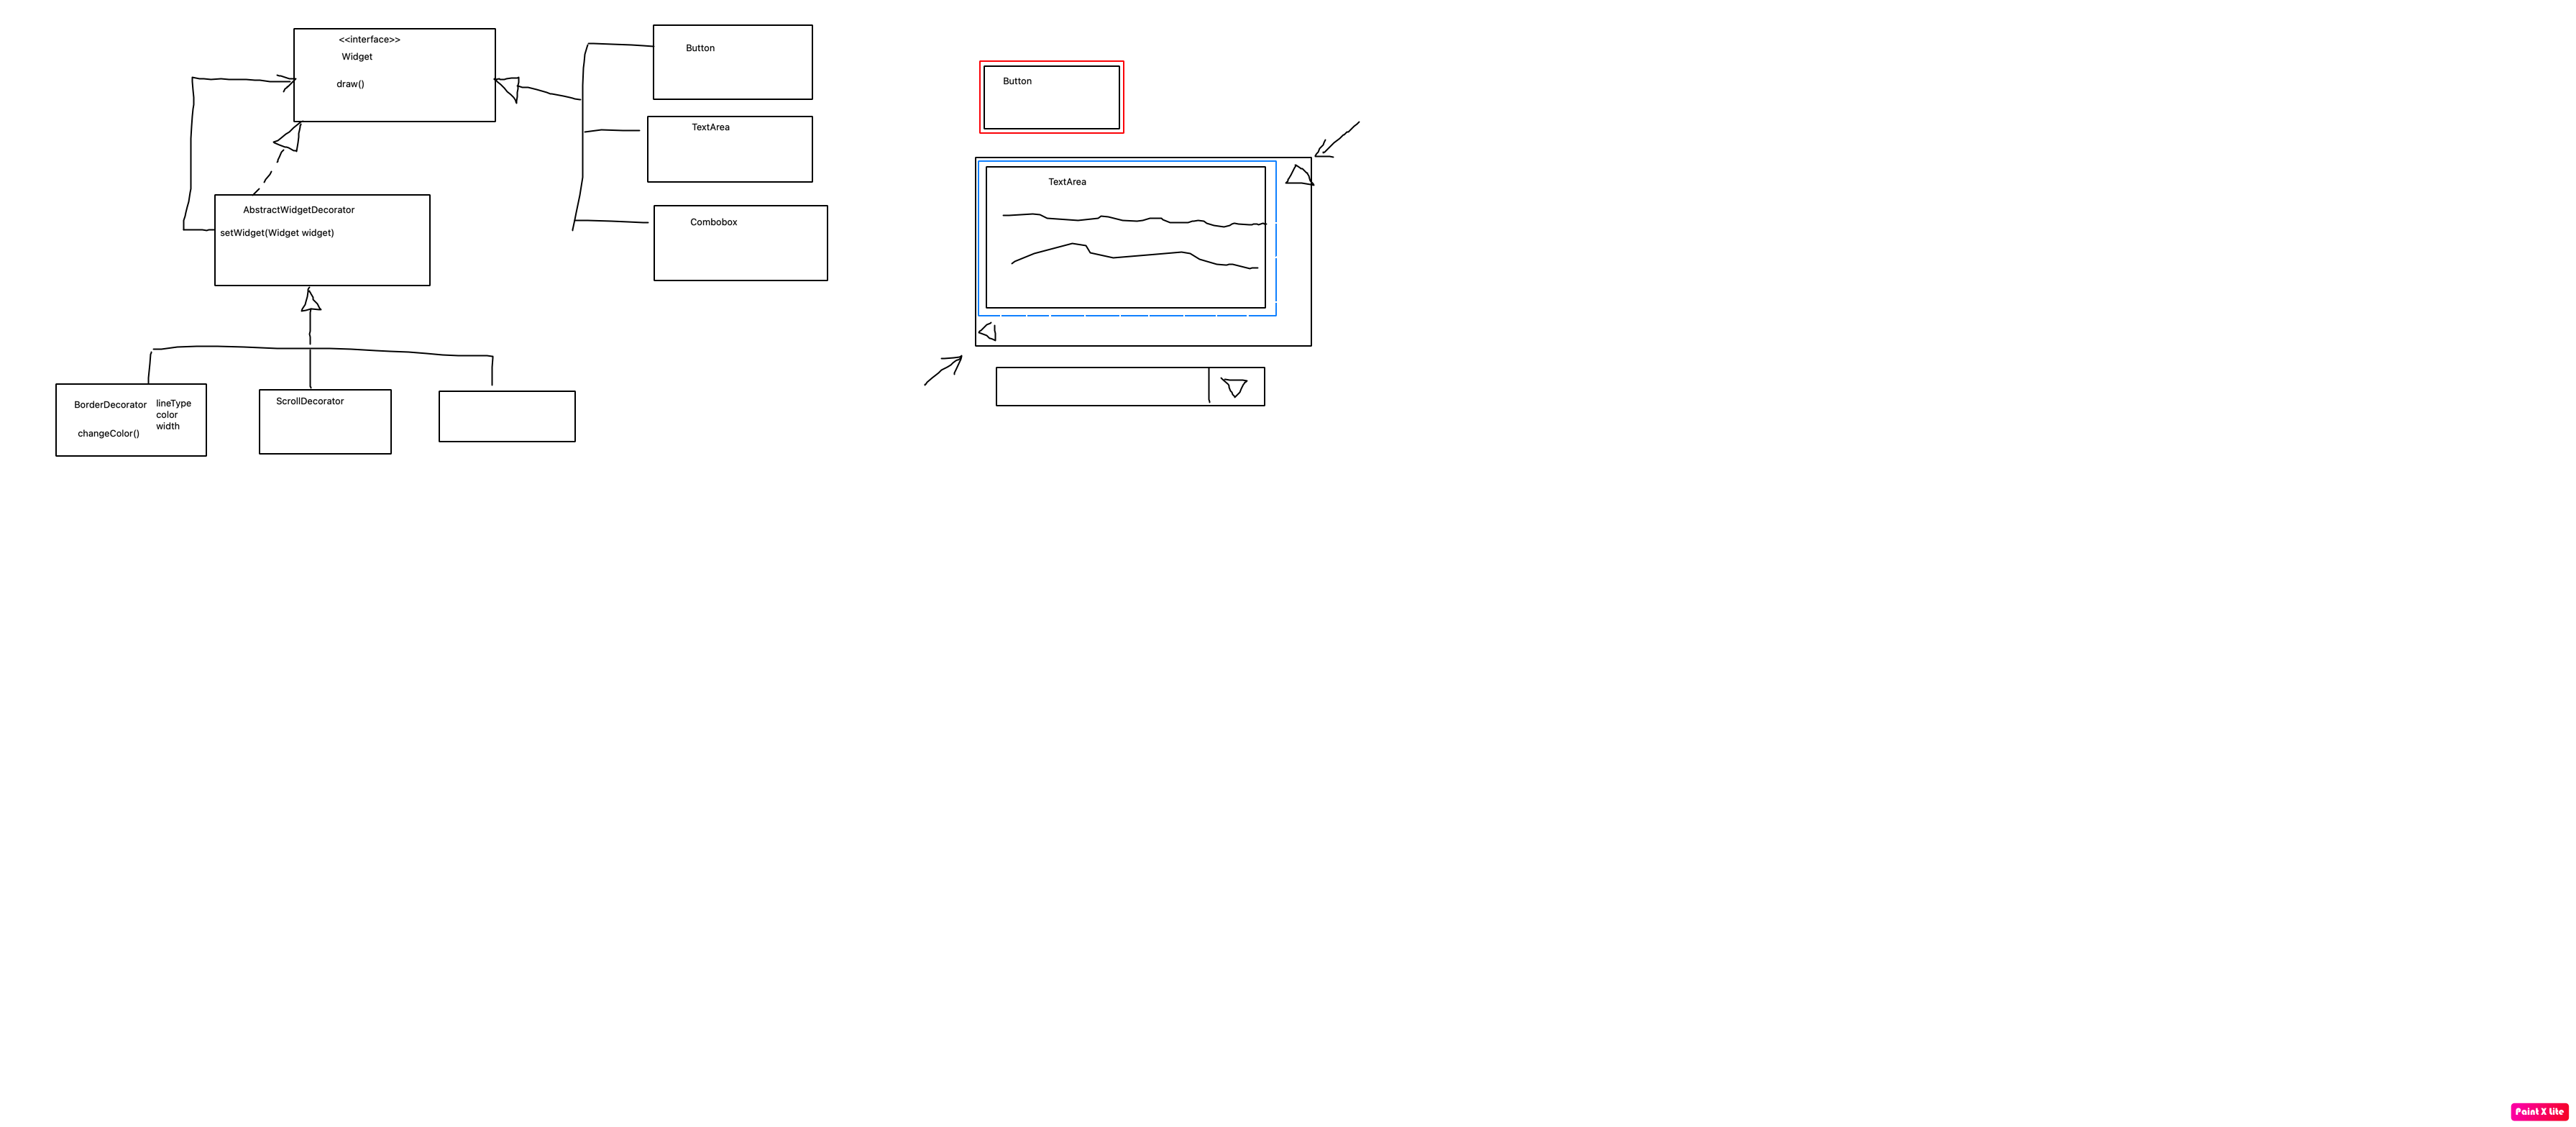 <<interface>>
Widget
draw()
AbstractWidgetDecorator
setWidget(Widget widget)
BorderDecorator
lineType
color
width
changeColor()
ScrollDecorator
Button
TextArea
Combobox
Button
TextArea
Paint X Lite